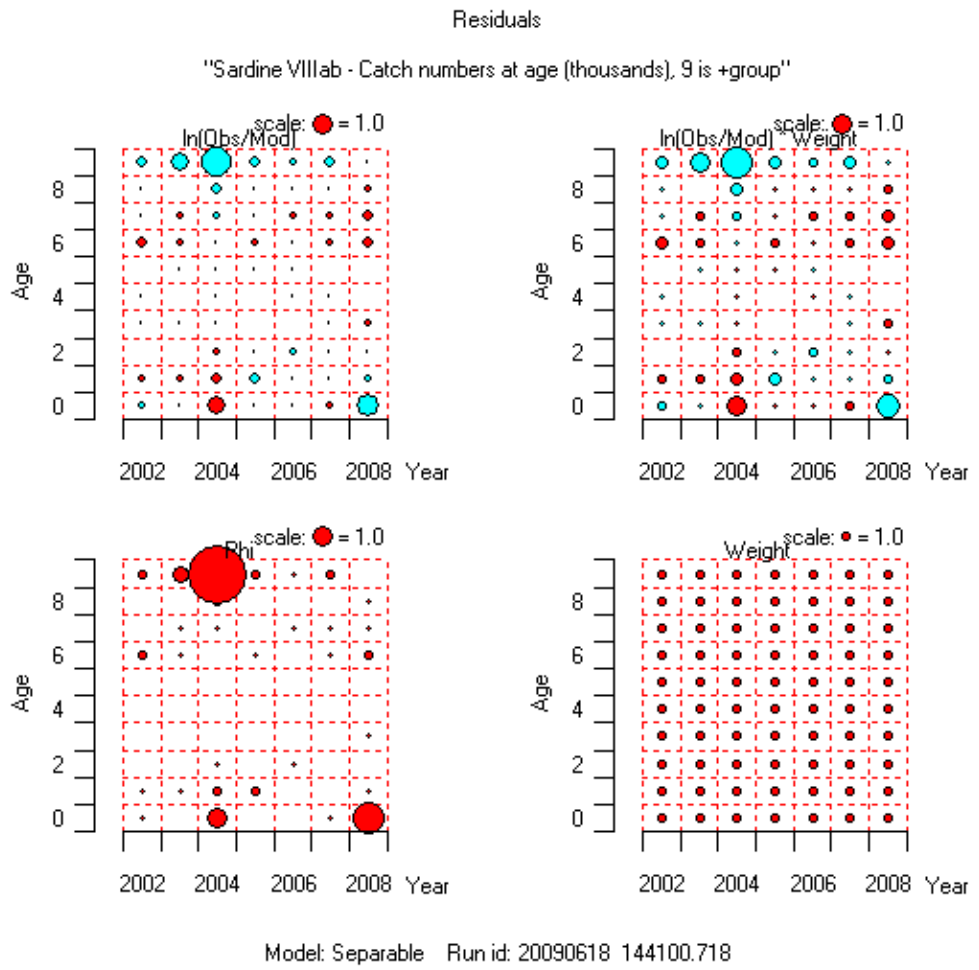 Residuals
"Sardine VIIIab - Catch numbers at age (thousands), 9 is +group"
scale: = 1.0
ln(Obs/Mod)
8
6
4
2
0
Age
2002 2004 2006 2008 Year
scale: = 1.0
ln(Obs/Mod) * Weight
8
6
4
2
0
Age
2002 2004 2006 2008 Year
scale: = 1.0
Phi
8
6
4
2
0
Age
2002 2004 2006 2008 Year
scale: = 1.0
Weight
8
6
4
2
0
Age
2002 2004 2006 2008 Year
Model: Separable Run id: 20090618 144100.718